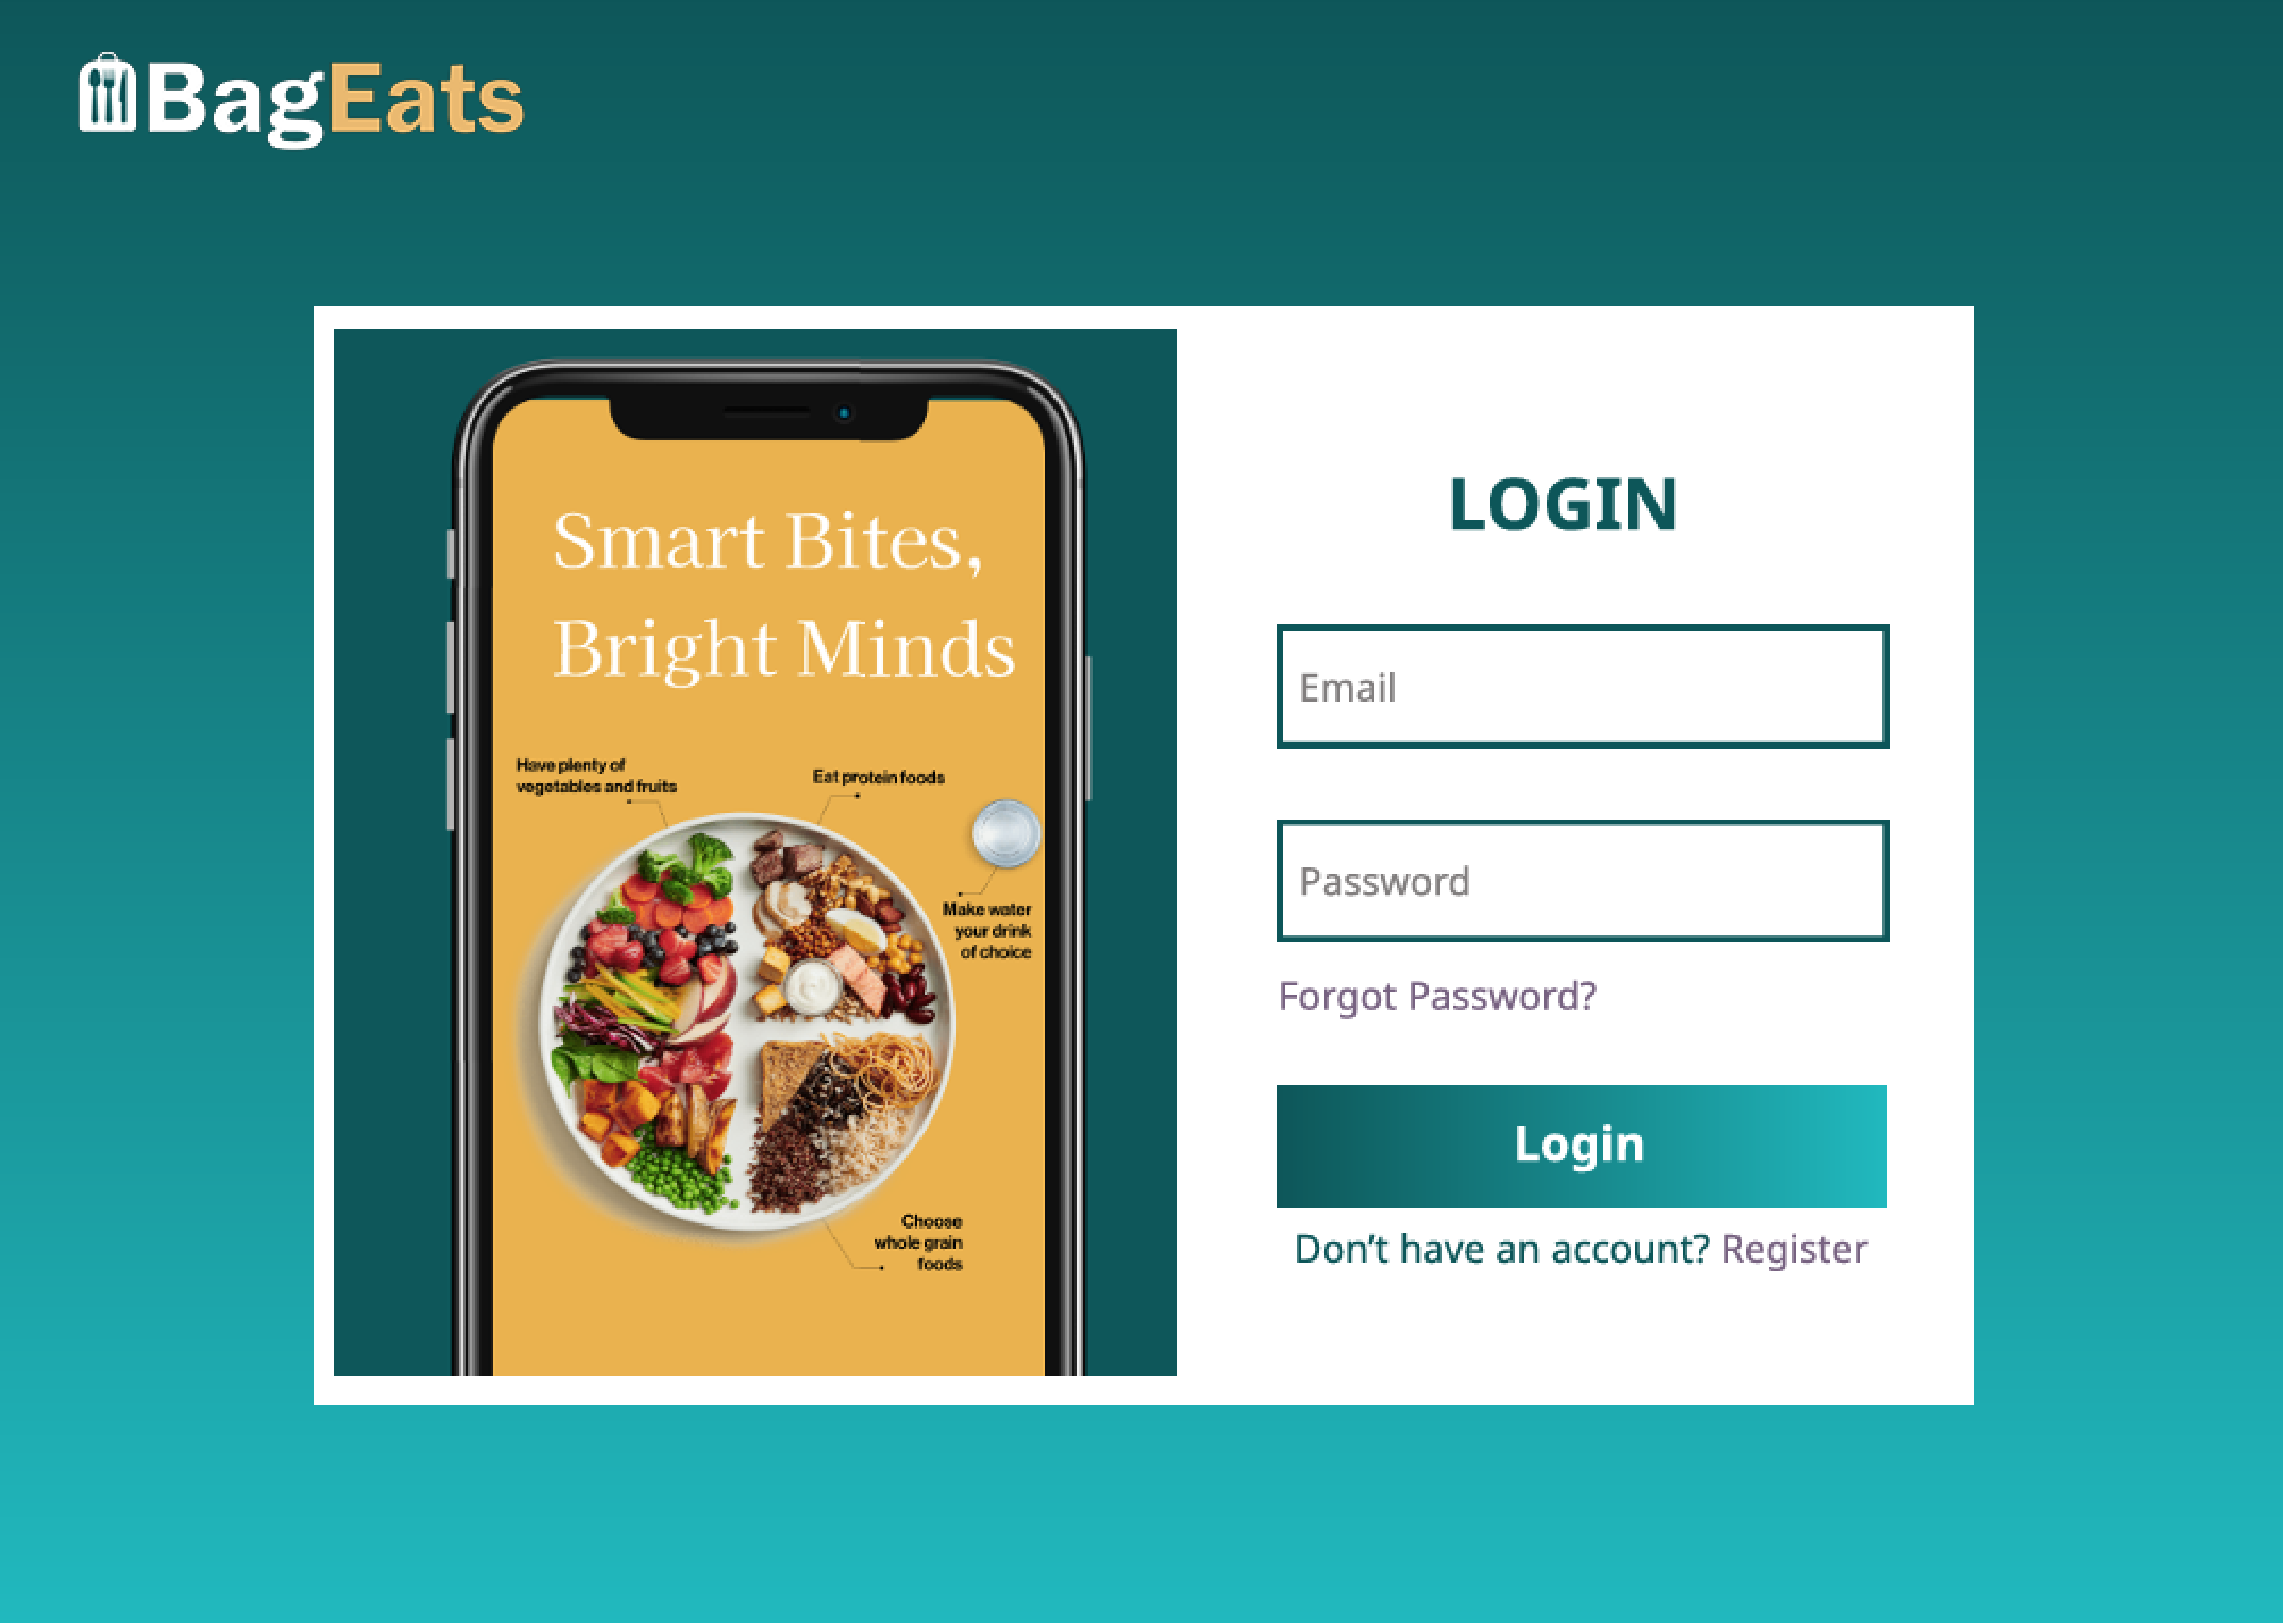 BagEats
Smart Bites,
Bright Minds
Have plenty of
vegetables and fruits
Eat protein foods
Make water
your drink
of choice
Choose
whole grain
foods
LOGIN
Email
Password
Forgot Password?
Login
Don’t have an account? Register